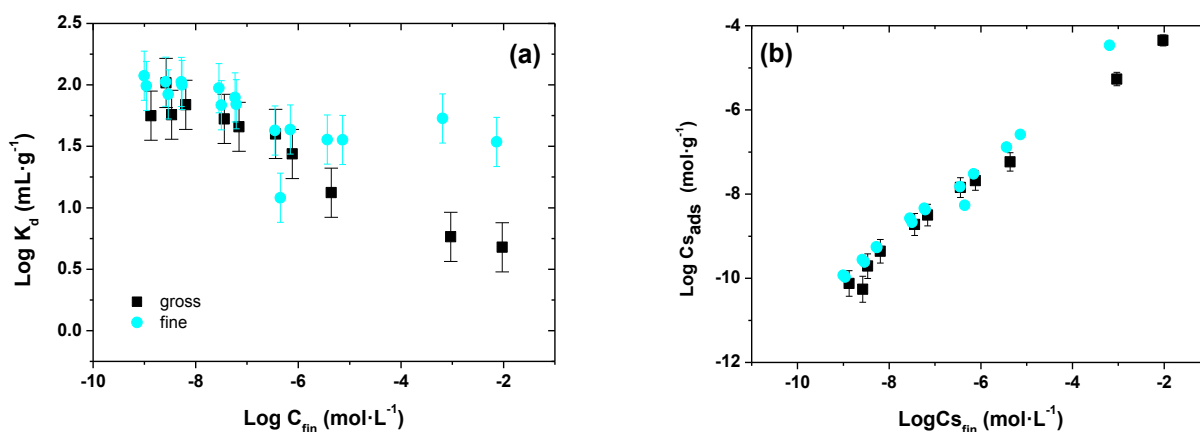 (a)
2.5
2.0
1.5
1.0
0.5
0.0
Log K_d (mL·g⁻¹)
gross
fine
-10 -8 -6 -4 -2
Log C_fin (mol·L⁻¹)
(b)
-4
-6
-8
-10
-12
Log Cs_ads (mol·g⁻¹)
-10 -8 -6 -4 -2
LogCs_fin (mol·L⁻¹)